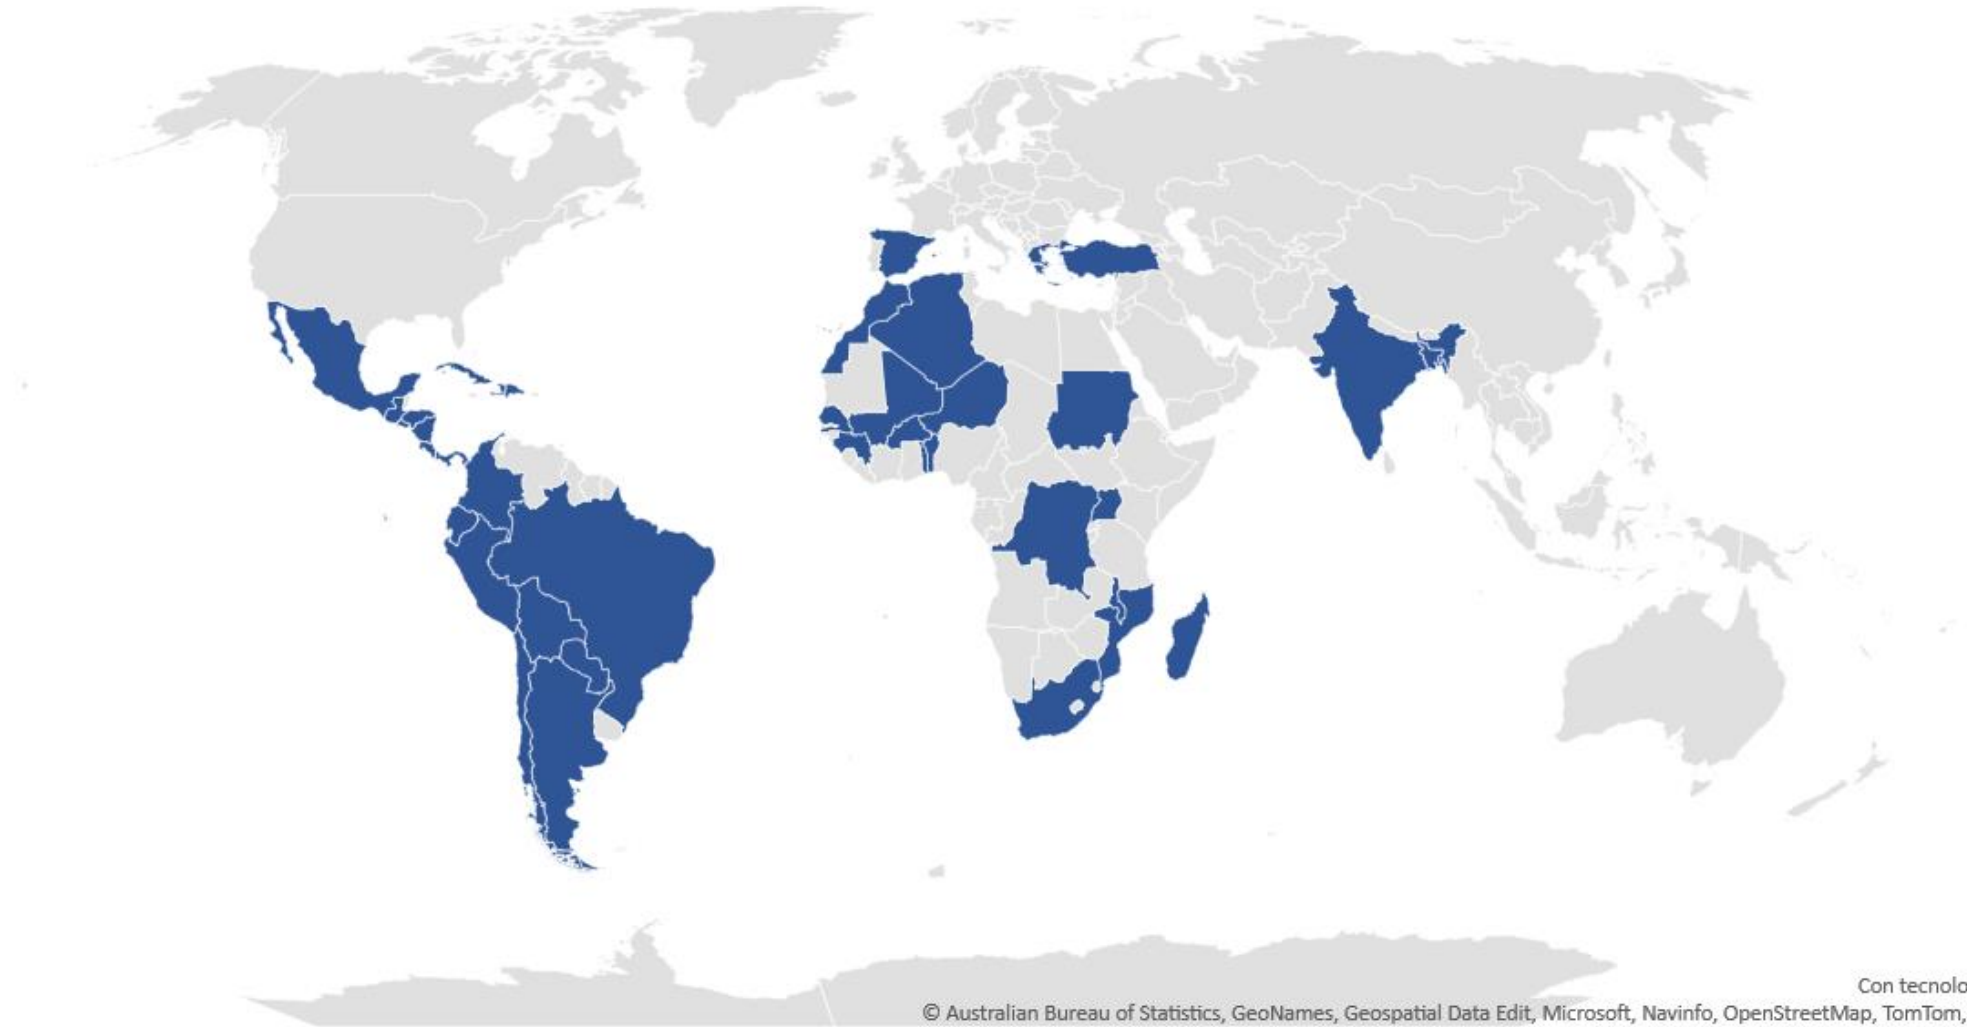 Con tecnolo
© Australian Bureau of Statistics, GeoNames, Geospatial Data Edit, Microsoft, Navinfo, OpenStreetMap, TomTom,